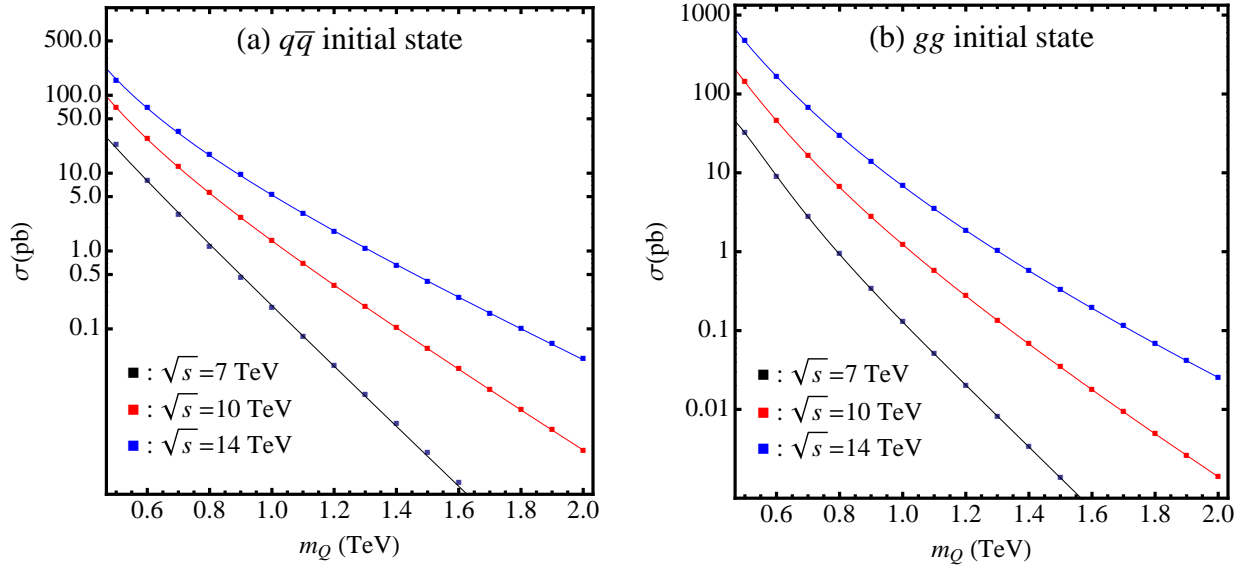 (a) qq̅ initial state
500.0
100.0
50.0
10.0
5.0
1.0
0.5
0.1
σ(pb)
■ : √s =7 TeV
■ : √s =10 TeV
■ : √s =14 TeV
0.6 0.8 1.0 1.2 1.4 1.6 1.8 2.0
m_Q (TeV)
(b) gg initial state
1000
100
10
1
0.1
0.01
σ(pb)
■ : √s =7 TeV
■ : √s =10 TeV
■ : √s =14 TeV
0.6 0.8 1.0 1.2 1.4 1.6 1.8 2.0
m_Q (TeV)